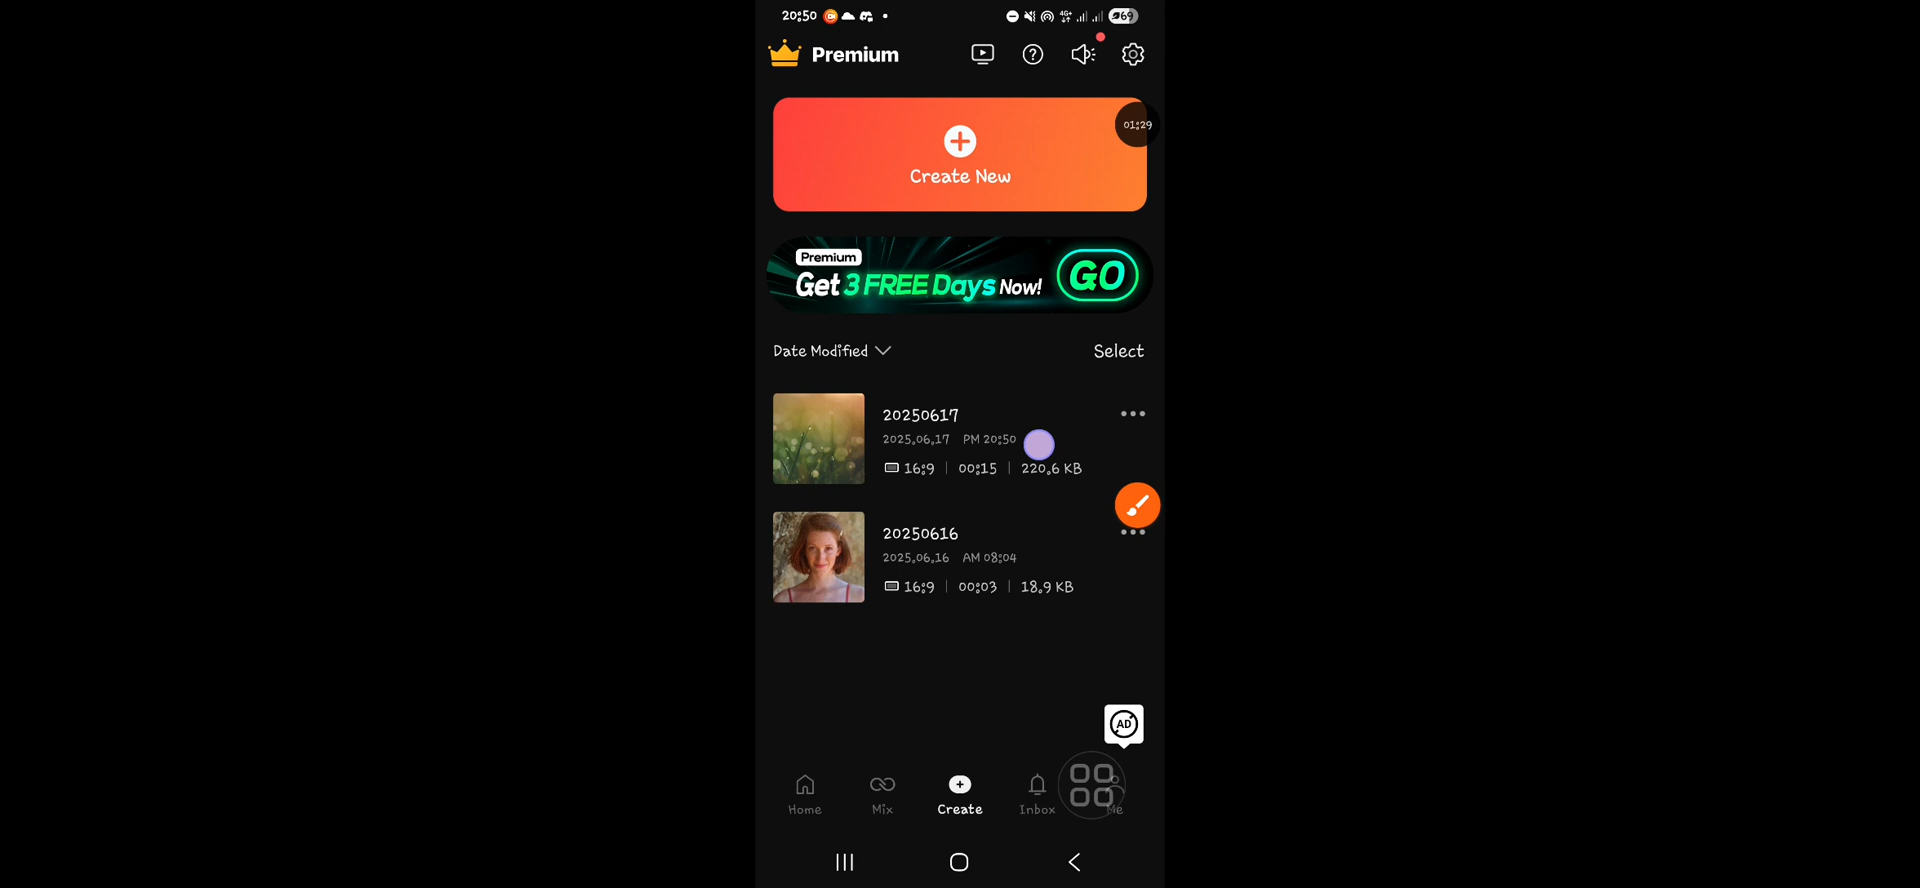 20:50 4G+ 69
Premium
01:29
Create New
Premium
Get 3 FREE Days Now! GO
Date Modified Select
20250617
2025.06.17 PM 20:50
16:9 00:15 220.6 KB
20250616
2025.06.16 AM 08:04
16:9 00:03 18.9 KB
AD
Home Mix Create Inbox Me